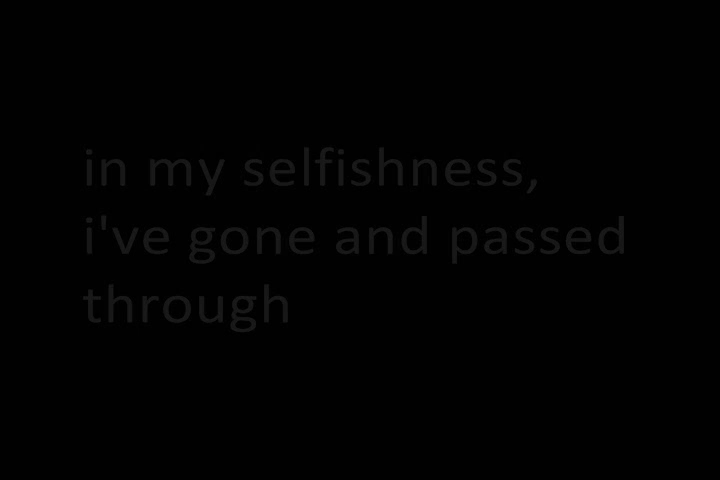 in my selfishness,
i've gone and passed
through